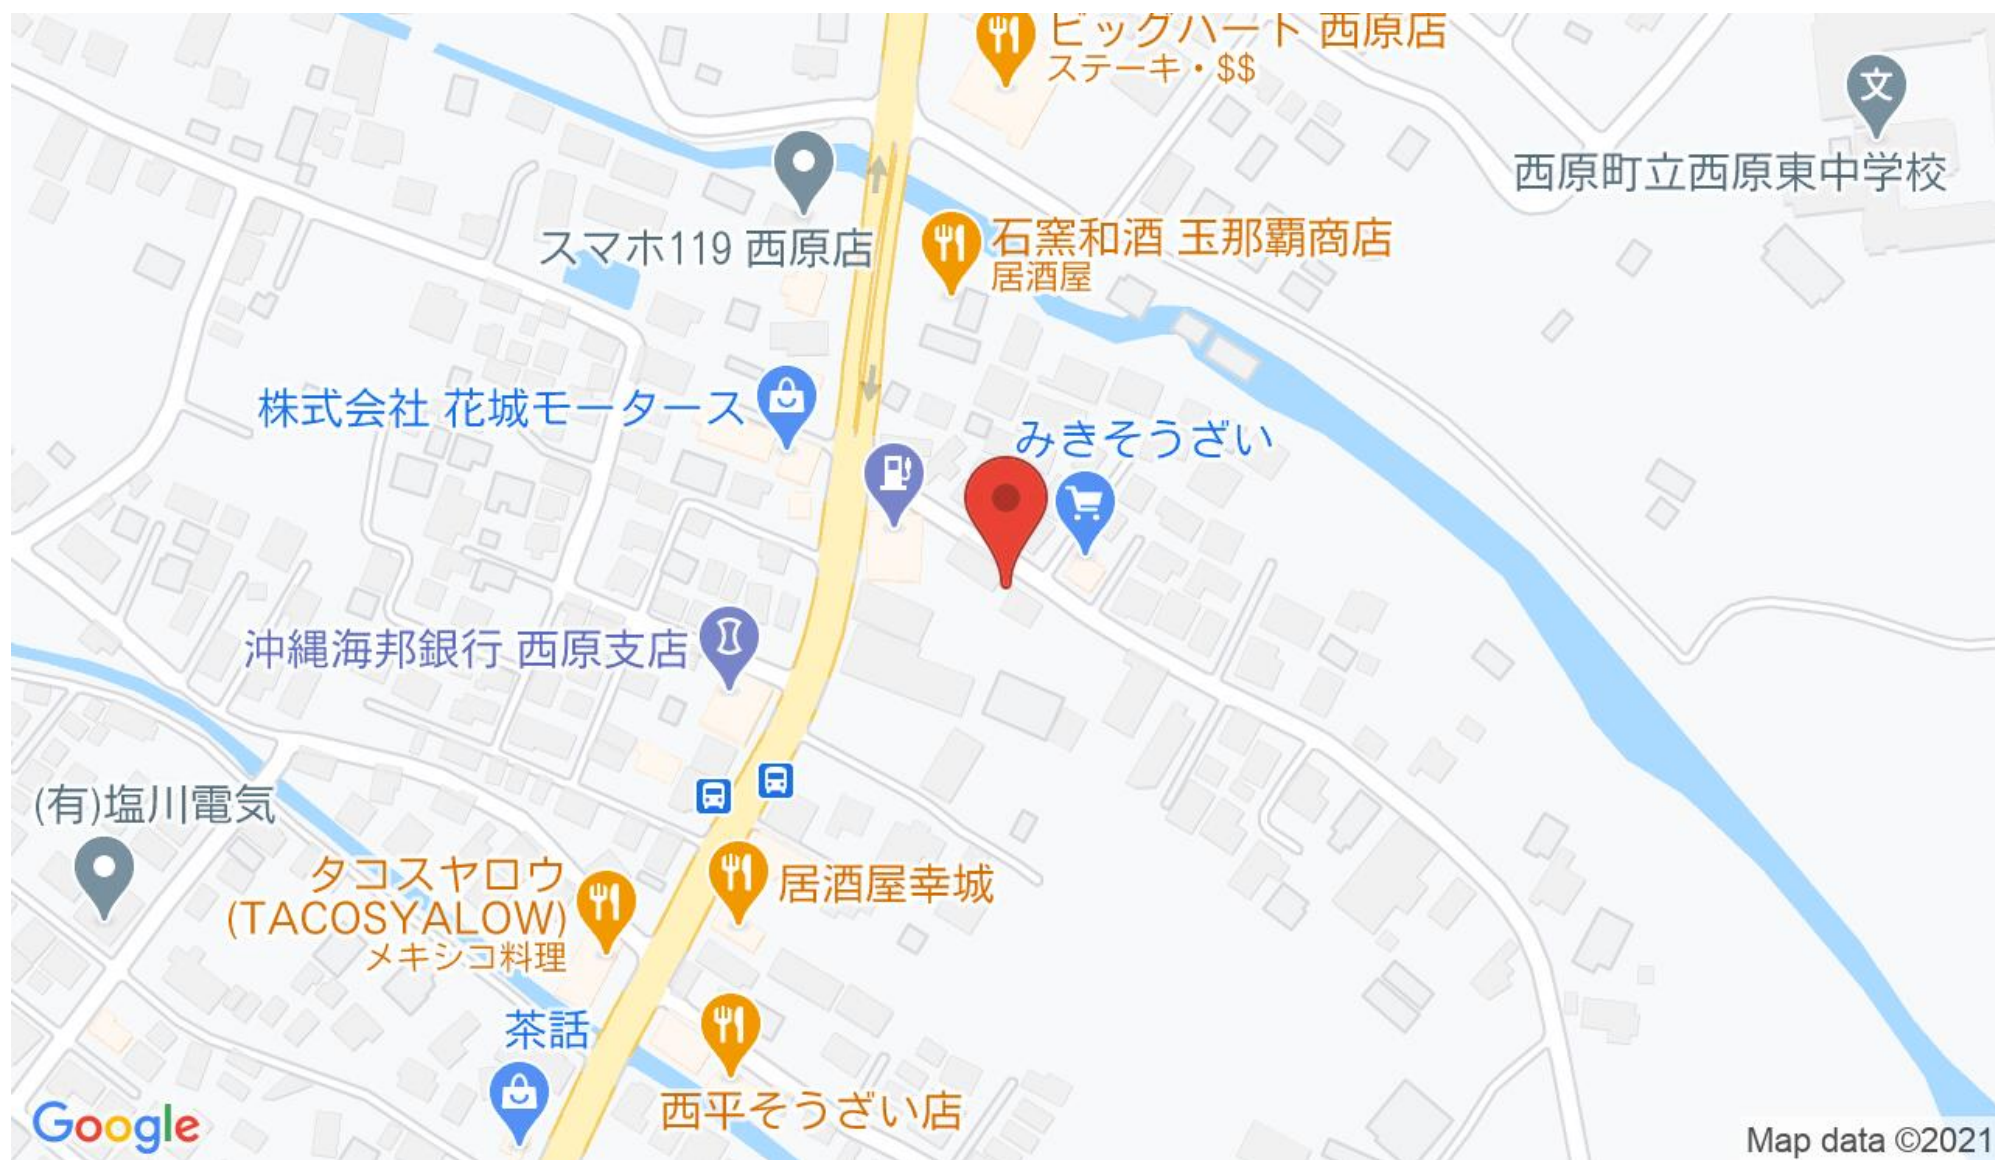 ビッグハート 西原店
ステーキ・$$
文
西原町立西原東中学校
スマホ119 西原店
石窯和酒 玉那覇商店
居酒屋
株式会社 花城モータース
みきそうざい
沖縄海邦銀行 西原支店
(有)塩川電気
タコスヤロウ
(TACOSYALOW)
メキシコ料理
居酒屋幸城
茶話
西平そうざい店
Google
Map data ©2021